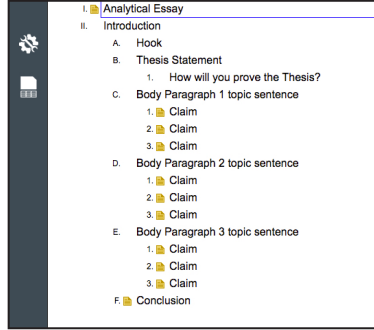 I. Analytical Essay
II. Introduction
A. Hook
B. Thesis Statement
1. How will you prove the Thesis?
C. Body Paragraph 1 topic sentence
1. Claim
2. Claim
3. Claim
D. Body Paragraph 2 topic sentence
1. Claim
2. Claim
3. Claim
E. Body Paragraph 3 topic sentence
1. Claim
2. Claim
3. Claim
F. Conclusion